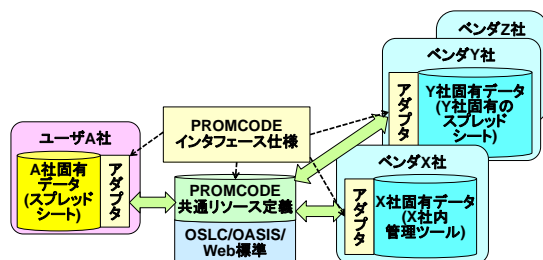 ベンダZ社
ベンダY社
アダプタ
Y社固有データ
(Y社固有の
スプレッド
シート)
ユーザA社
A社固有
データ
(スプレッド
シート)
アダプタ
PROMCODE
インタフェース仕様
PROMCODE
共通リソース定義
OSLC/OASIS/
Web標準
ベンダX社
アダプタ
X社固有データ
(X社内
管理ツール)